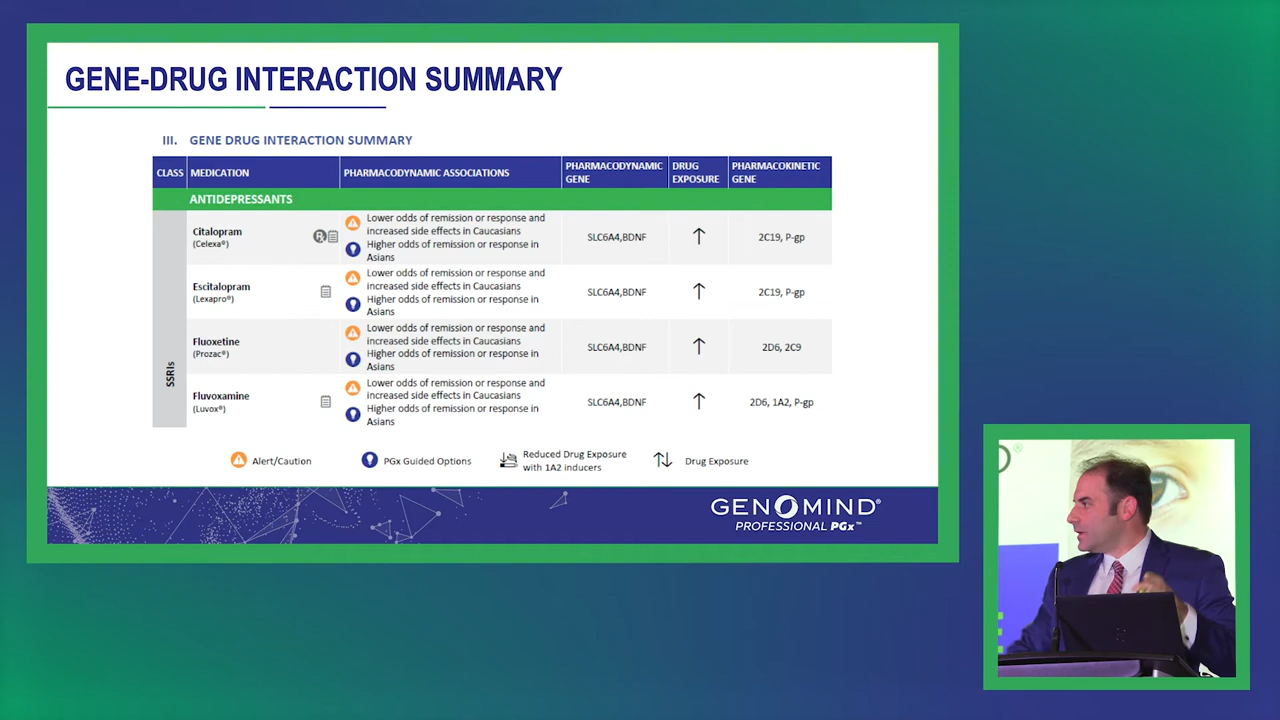 GENE-DRUG INTERACTION SUMMARY
III. GENE DRUG INTERACTION SUMMARY
CLASS MEDICATION PHARMACODYNAMIC ASSOCIATIONS PHARMACODYNAMIC GENE DRUG EXPOSURE PHARMACOKINETIC GENE
ANTIDEPRESSANTS
SSRIs
Citalopram
(Celexa®)
Lower odds of remission or response and
increased side effects in Caucasians
Higher odds of remission or response in
Asians
SLC6A4,BDNF
↑
2C19, P-gp
Escitalopram
(Lexapro®)
Lower odds of remission or response and
increased side effects in Caucasians
Higher odds of remission or response in
Asians
SLC6A4,BDNF
↑
2C19, P-gp
Fluoxetine
(Prozac®)
Lower odds of remission or response and
increased side effects in Caucasians
Higher odds of remission or response in
Asians
SLC6A4,BDNF
↑
2D6, 2C9
Fluvoxamine
(Luvox®)
Lower odds of remission or response and
increased side effects in Caucasians
Higher odds of remission or response in
Asians
SLC6A4,BDNF
↑
2D6, 1A2, P-gp
Alert/Caution
PGx Guided Options
Reduced Drug Exposure
with 1A2 inducers
Drug Exposure
GENOMIND®
PROFESSIONAL PGx™